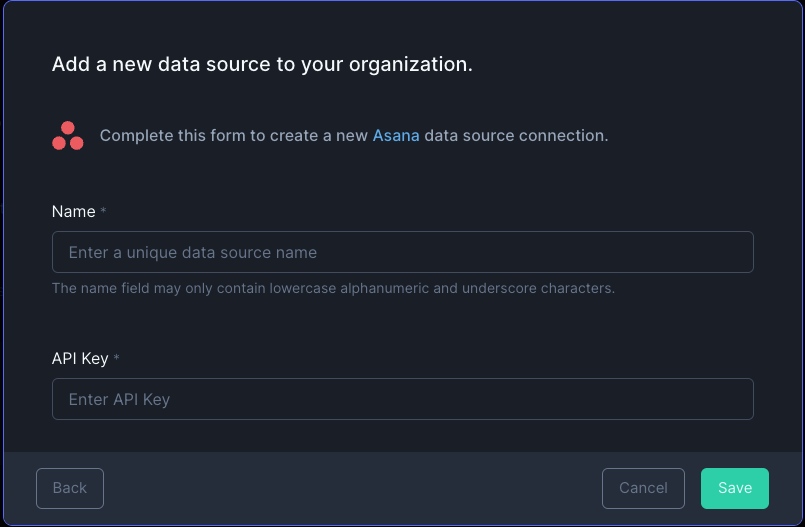 Add a new data source to your organization.
Complete this form to create a new Asana data source connection.
Name *
Enter a unique data source name
The name field may only contain lowercase alphanumeric and underscore characters.
API Key *
Enter API Key
Back
Cancel
Save